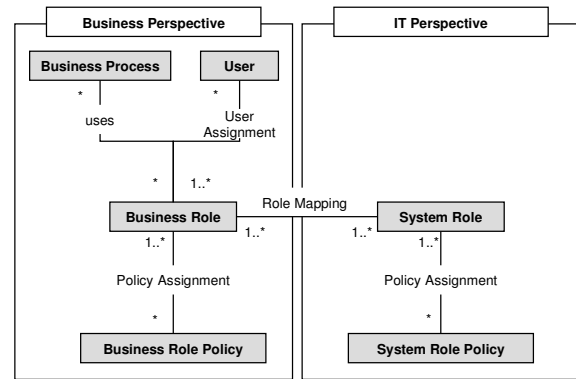 Business Perspective
IT Perspective
Business Process
User
*
*
uses
User
Assignment
*
1..*
Role Mapping
Business Role
System Role
1..*
1..*
1..*
1..*
Policy Assignment
Policy Assignment
*
*
Business Role Policy
System Role Policy